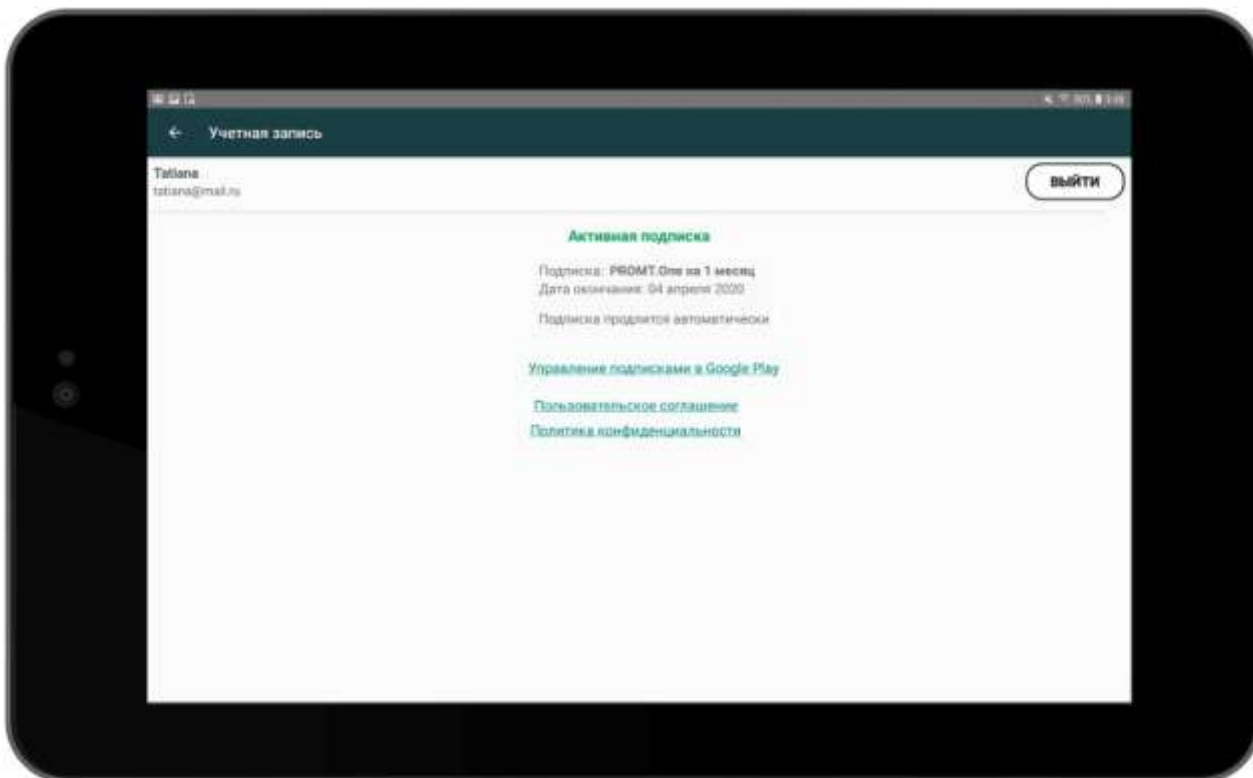 Учетная запись
Tatiana
tatiana@mail.ru
ВЫЙТИ
Активная подписка
Подписка: PROMT.One на 1 месяц
Дата окончания: 04 апреля 2020
Подписка продлится автоматически
Управление подписками в Google Play
Пользовательское соглашение
Политика конфиденциальности